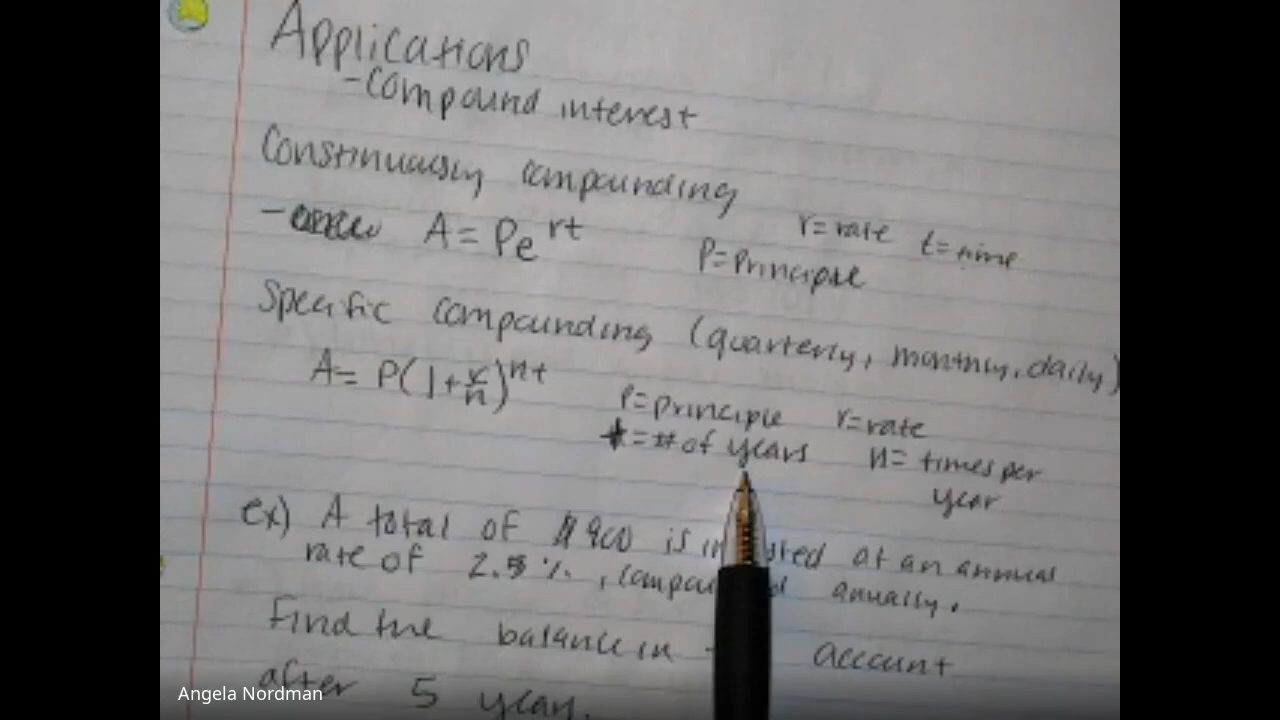 Applications
- Compound interest
Continuously compounding
- A = Pe^rt
r = rate t = time
P = Principle
Specific compounding (quarterly, monthly, daily)
A = P(1 + r/n)^nt
P = principle r = rate
t = # of years n = times per
year
ex) A total of $900 is invested at an annual
rate of 2.5%, compounded annually.
Find the balance in account
after 5 years.
Angela Nordman